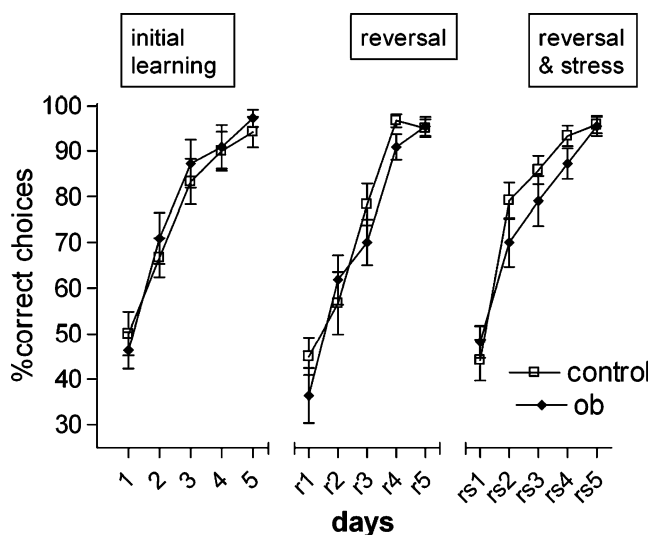 initial
learning
reversal
reversal
& stress
%correct choices
100
90
80
70
60
50
40
30
control
ob
1
2
3
4
5
r1
r2
r3
r4
r5
rs1
rs2
rs3
rs4
rs5
days